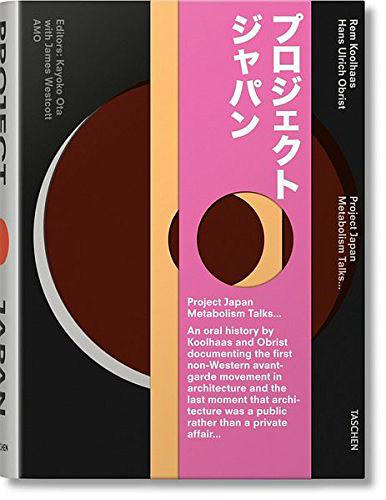 PROJECT JAPAN
TASCHEN
Editors: Kayoko Ota
with James Westcott
AMO
プロジェクト
ジャパン
Rem Koolhaas
Hans Ulrich Obrist
Project Japan
Metabolism Talks...
Project Japan
Metabolism Talks...
An oral history by
Koolhaas and Obrist
documenting the first
non-Western avant-
garde movement in
architecture and the
last moment that archi-
tecture was a public
rather than a private
affair...
TASCHEN